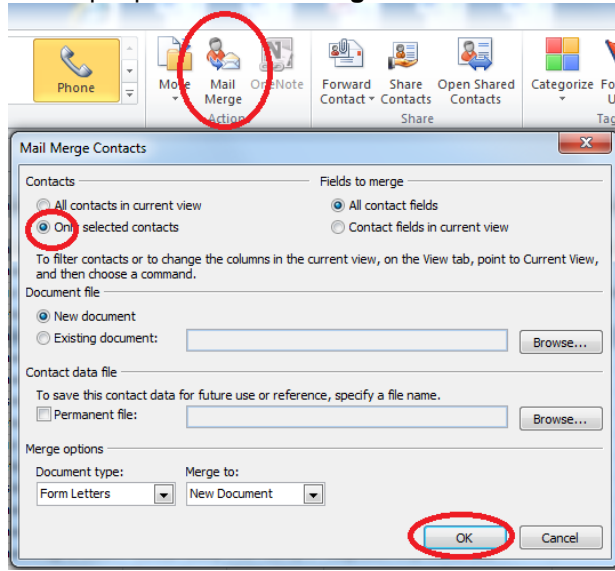 Phone
Move
Mail Merge
OneNote
Forward Contact
Share Contacts
Open Shared Contacts
Categorize
Actions
Share
Mail Merge Contacts
Contacts
All contacts in current view
Only selected contacts
Fields to merge
All contact fields
Contact fields in current view
To filter contacts or to change the columns in the current view, on the View tab, point to Current View,
and then choose a command.
Document file
New document
Existing document:
Browse...
Contact data file
To save this contact data for future use or reference, specify a file name.
Permanent file:
Browse...
Merge options
Document type:
Merge to:
Form Letters
New Document
OK
Cancel